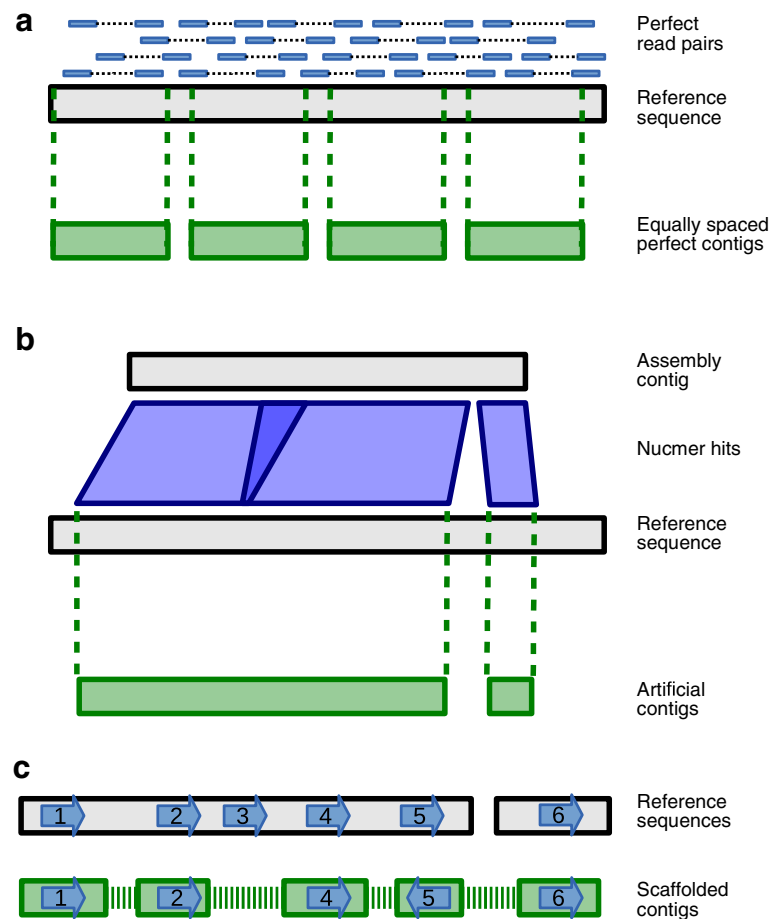 a
Perfect
read pairs
Reference
sequence
Equally spaced
perfect contigs
b
Assembly
contig
Nucmer hits
Reference
sequence
Artificial
contigs
c
1 2 3 4 5 6
Reference
sequences
1 2 4 5 6
Scaffolded
contigs